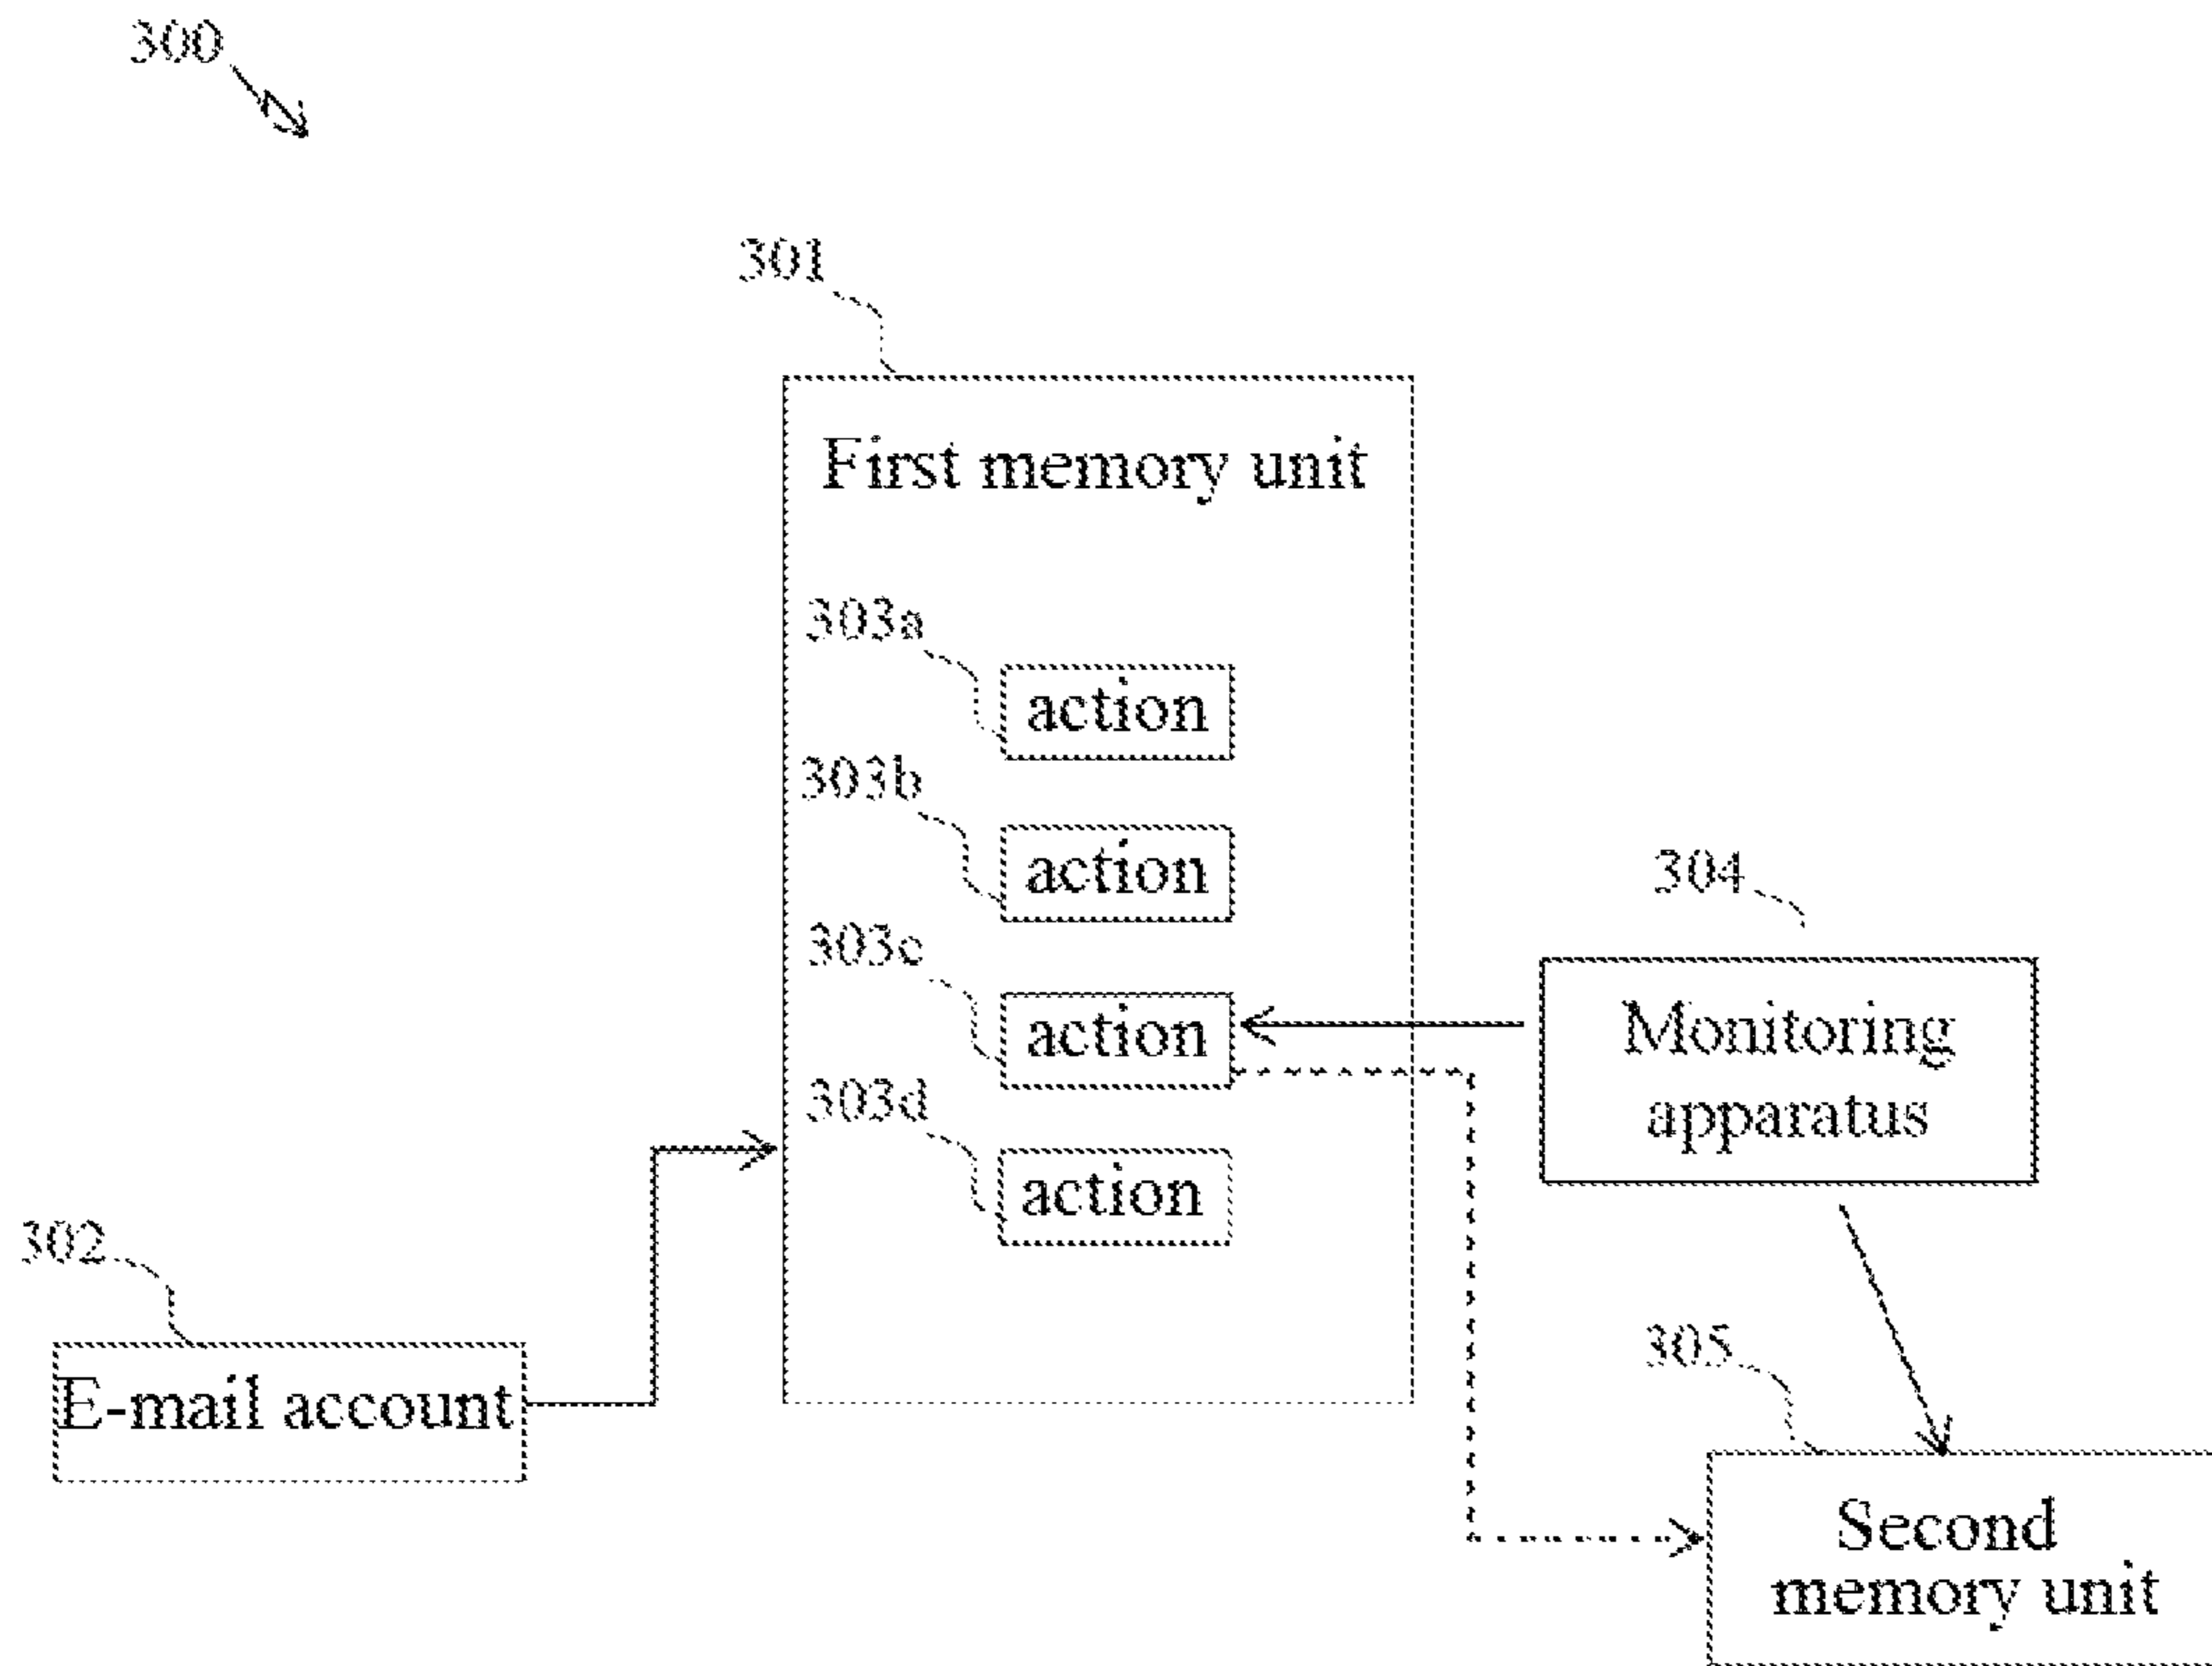 300
301
First memory unit
303a
action
303b
action
304
303c
action
Monitoring
apparatus
303d
action
302
E-mail account
305
Second
memory unit